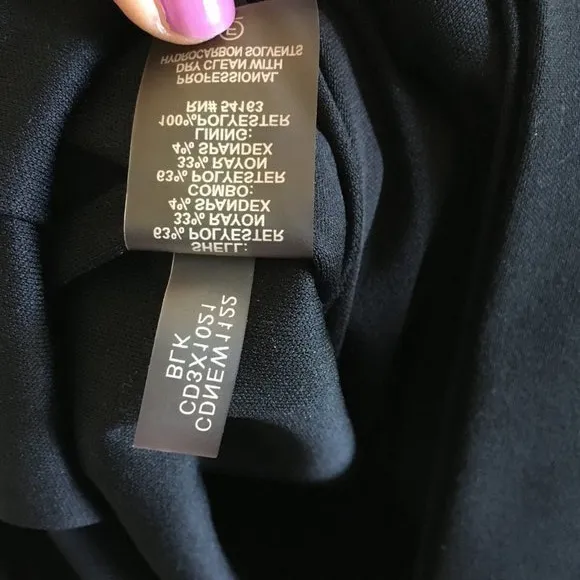 SHELL:
63% POLYESTER
33% RAYON
4% SPANDEX
COMBO:
63% POLYESTER
33% RAYON
4% SPANDEX
LINING:
100%POLYESTER
RN# 54163
PROFESSIONAL
DRY CLEAN WITH
HYDROCARBON SOLVENTS
CDNEW1122
CD3X1021
BLK